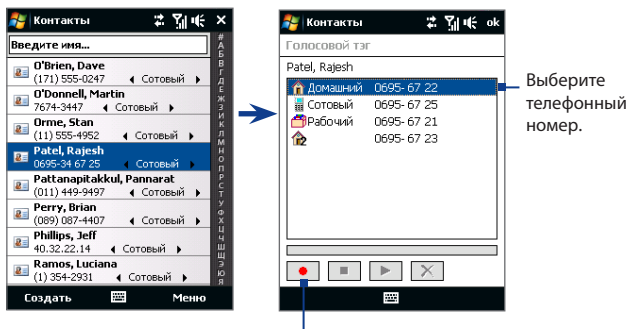 Контакты
Введите имя...
O'Brien, Dave
(171) 555-0247 Сотовый
O'Donnell, Martin
7674-3447 Сотовый
Orme, Stan
(11) 555-4952 Сотовый
Patel, Rajesh
0695-34 67 25 Сотовый
Pattanapitakkul, Pannarat
(011) 449-9497 Сотовый
Perry, Brian
(089) 087-4407 Сотовый
Phillips, Jeff
40.32.22.14 Сотовый
Ramos, Luciana
(1) 354-2931 Сотовый
#
А
Б
В
Г
Д
Е
Ж
З
И
К
Л
М
Н
О
П
Р
С
Т
У
Ф
Х
Ц
Ч
Ш
Щ
Э
Ю
Я
Создать Меню
Контакты ok
Голосовой тэг
Patel, Rajesh
Домашний 0695- 67 22
Сотовый 0695- 67 25
Рабочий 0695- 67 21
2 0695- 67 23
Выберите
телефонный
номер.